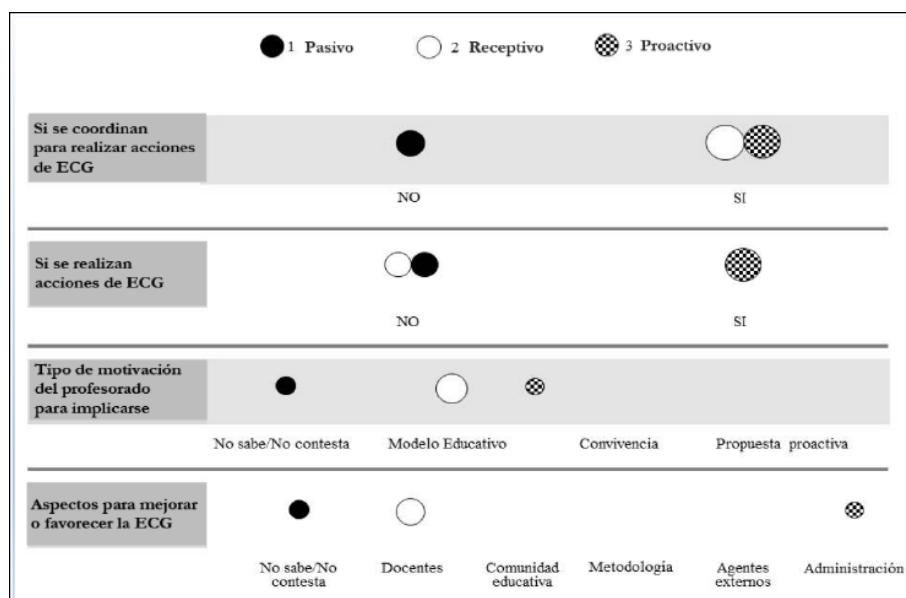 1 Pasivo 2 Receptivo 3 Proactivo
Si se coordinan
para realizar acciones
de ECG
NO SI
Si se realizan
acciones de ECG
NO SI
Tipo de motivación
del profesorado
para implicarse
No sabe/No contesta Modelo Educativo Convivencia Propuesta proactiva
Aspectos para mejorar
o favorecer la ECG
No sabe/No
contesta
Docentes
Comunidad
educativa
Metodología
Agentes
externos
Administración